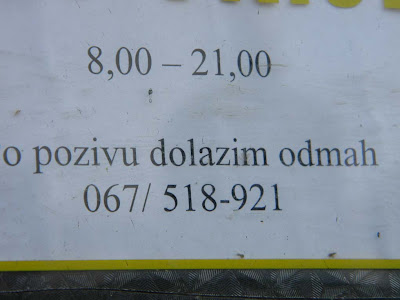 8,00 – 21,00
o pozivu dolazim odmah
067/ 518-921